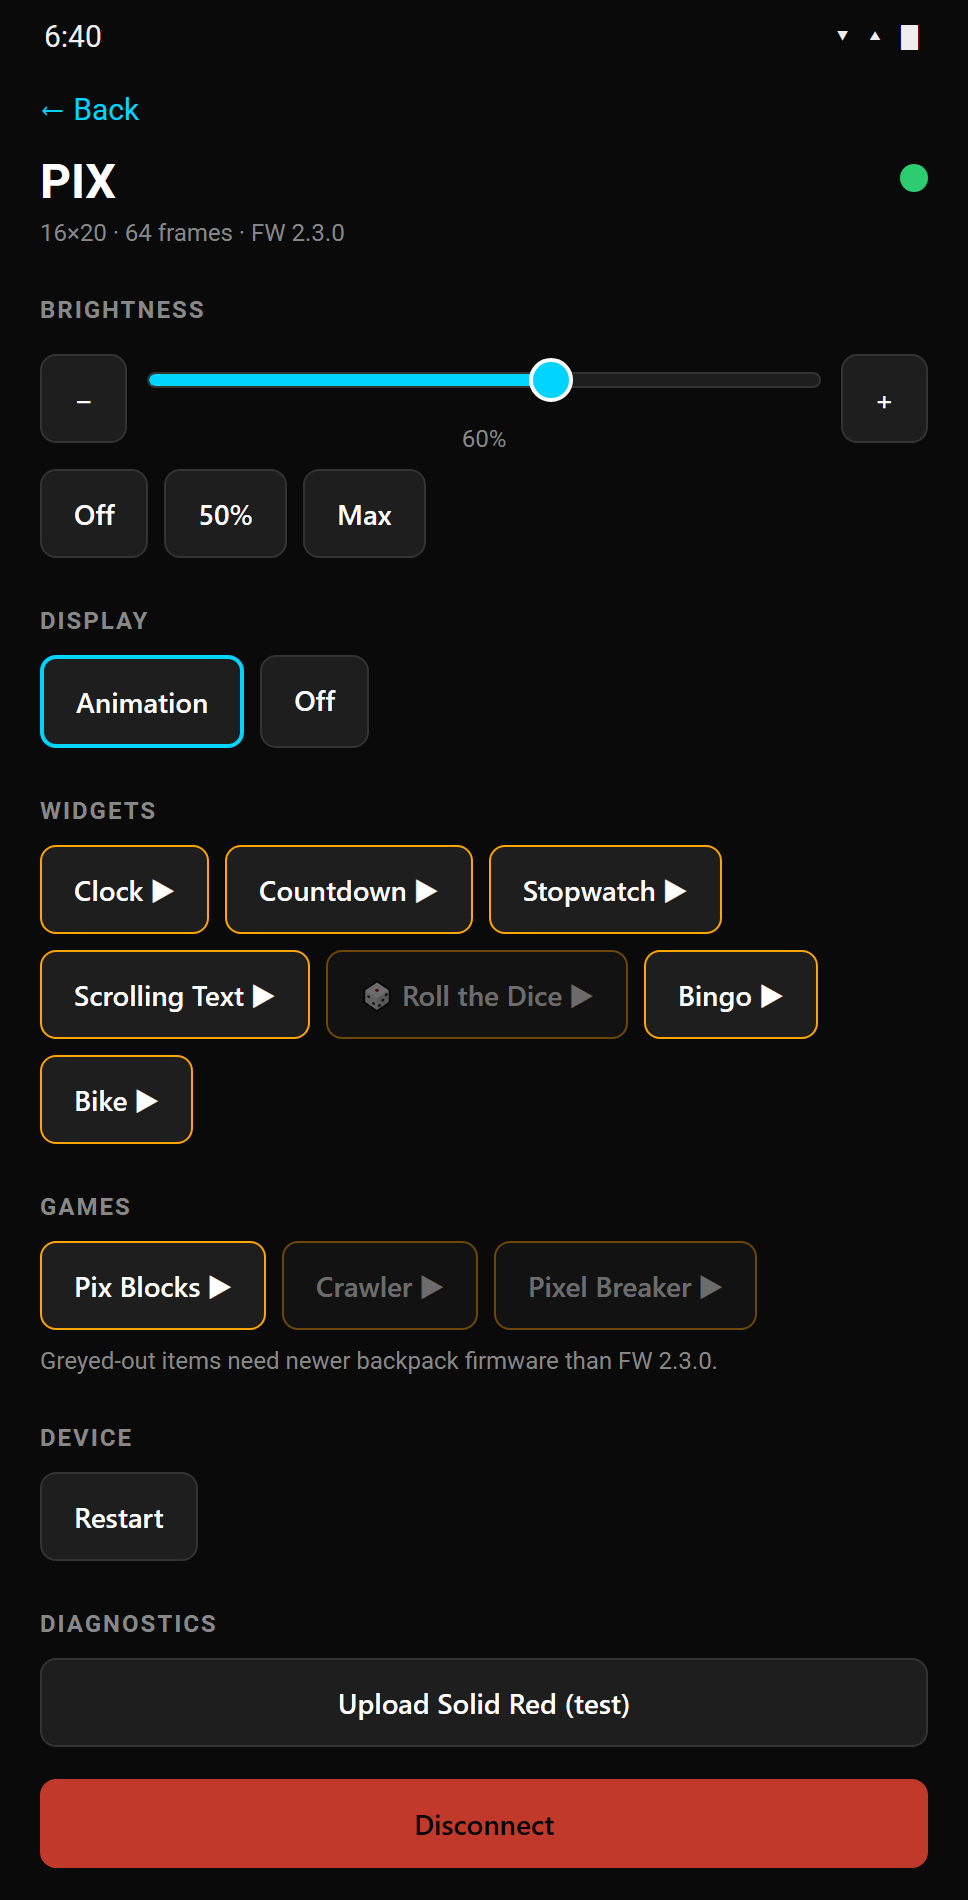 6:40
← Back
PIX
16×20 · 64 frames · FW 2.3.0
BRIGHTNESS
− +
60%
Off 50% Max
DISPLAY
Animation Off
WIDGETS
Clock ▶ Countdown ▶ Stopwatch ▶
Scrolling Text ▶ 🎲 Roll the Dice ▶ Bingo ▶
Bike ▶
GAMES
Pix Blocks ▶ Crawler ▶ Pixel Breaker ▶
Greyed-out items need newer backpack firmware than FW 2.3.0.
DEVICE
Restart
DIAGNOSTICS
Upload Solid Red (test)
Disconnect